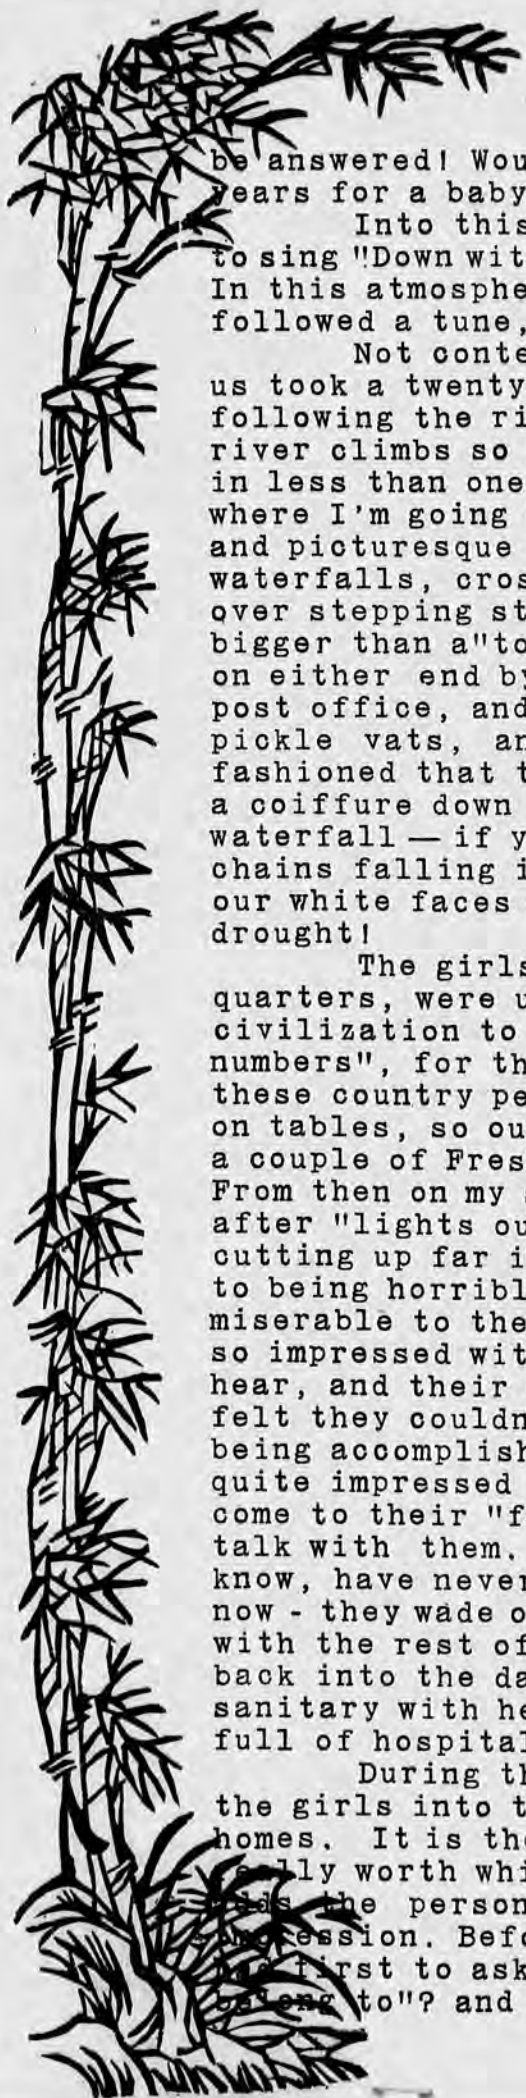 be answered! Wou
years for a baby
Into this
to sing "Down wit
In this atmosphe
followed a tune,
Not conte
us took a twenty
following the ri
river climbs so
in less than one
where I'm going
and picturesque
waterfalls, cros
over stepping st
bigger than a"to
on either end by
post office, and
pickle vats, an
fashioned that t
a coiffure down
waterfall — if y
chains falling i
our white faces
drought!
The girls
quarters, were u
civilization to
numbers", for th
these country pe
on tables, so ou
a couple of Fres
From then on my
after "lights ou
cutting up far i
to being horribl
miserable to the
so impressed wit
hear, and their
felt they couldn
being accomplish
quite impressed
come to their "f
talk with them.
know, have never
now - they wade o
with the rest of
back into the da
sanitary with he
full of hospital
During th
the girls into t
homes. It is the
really worth whi
adds the person
impression. Befo
had first to ask
belong to"? and